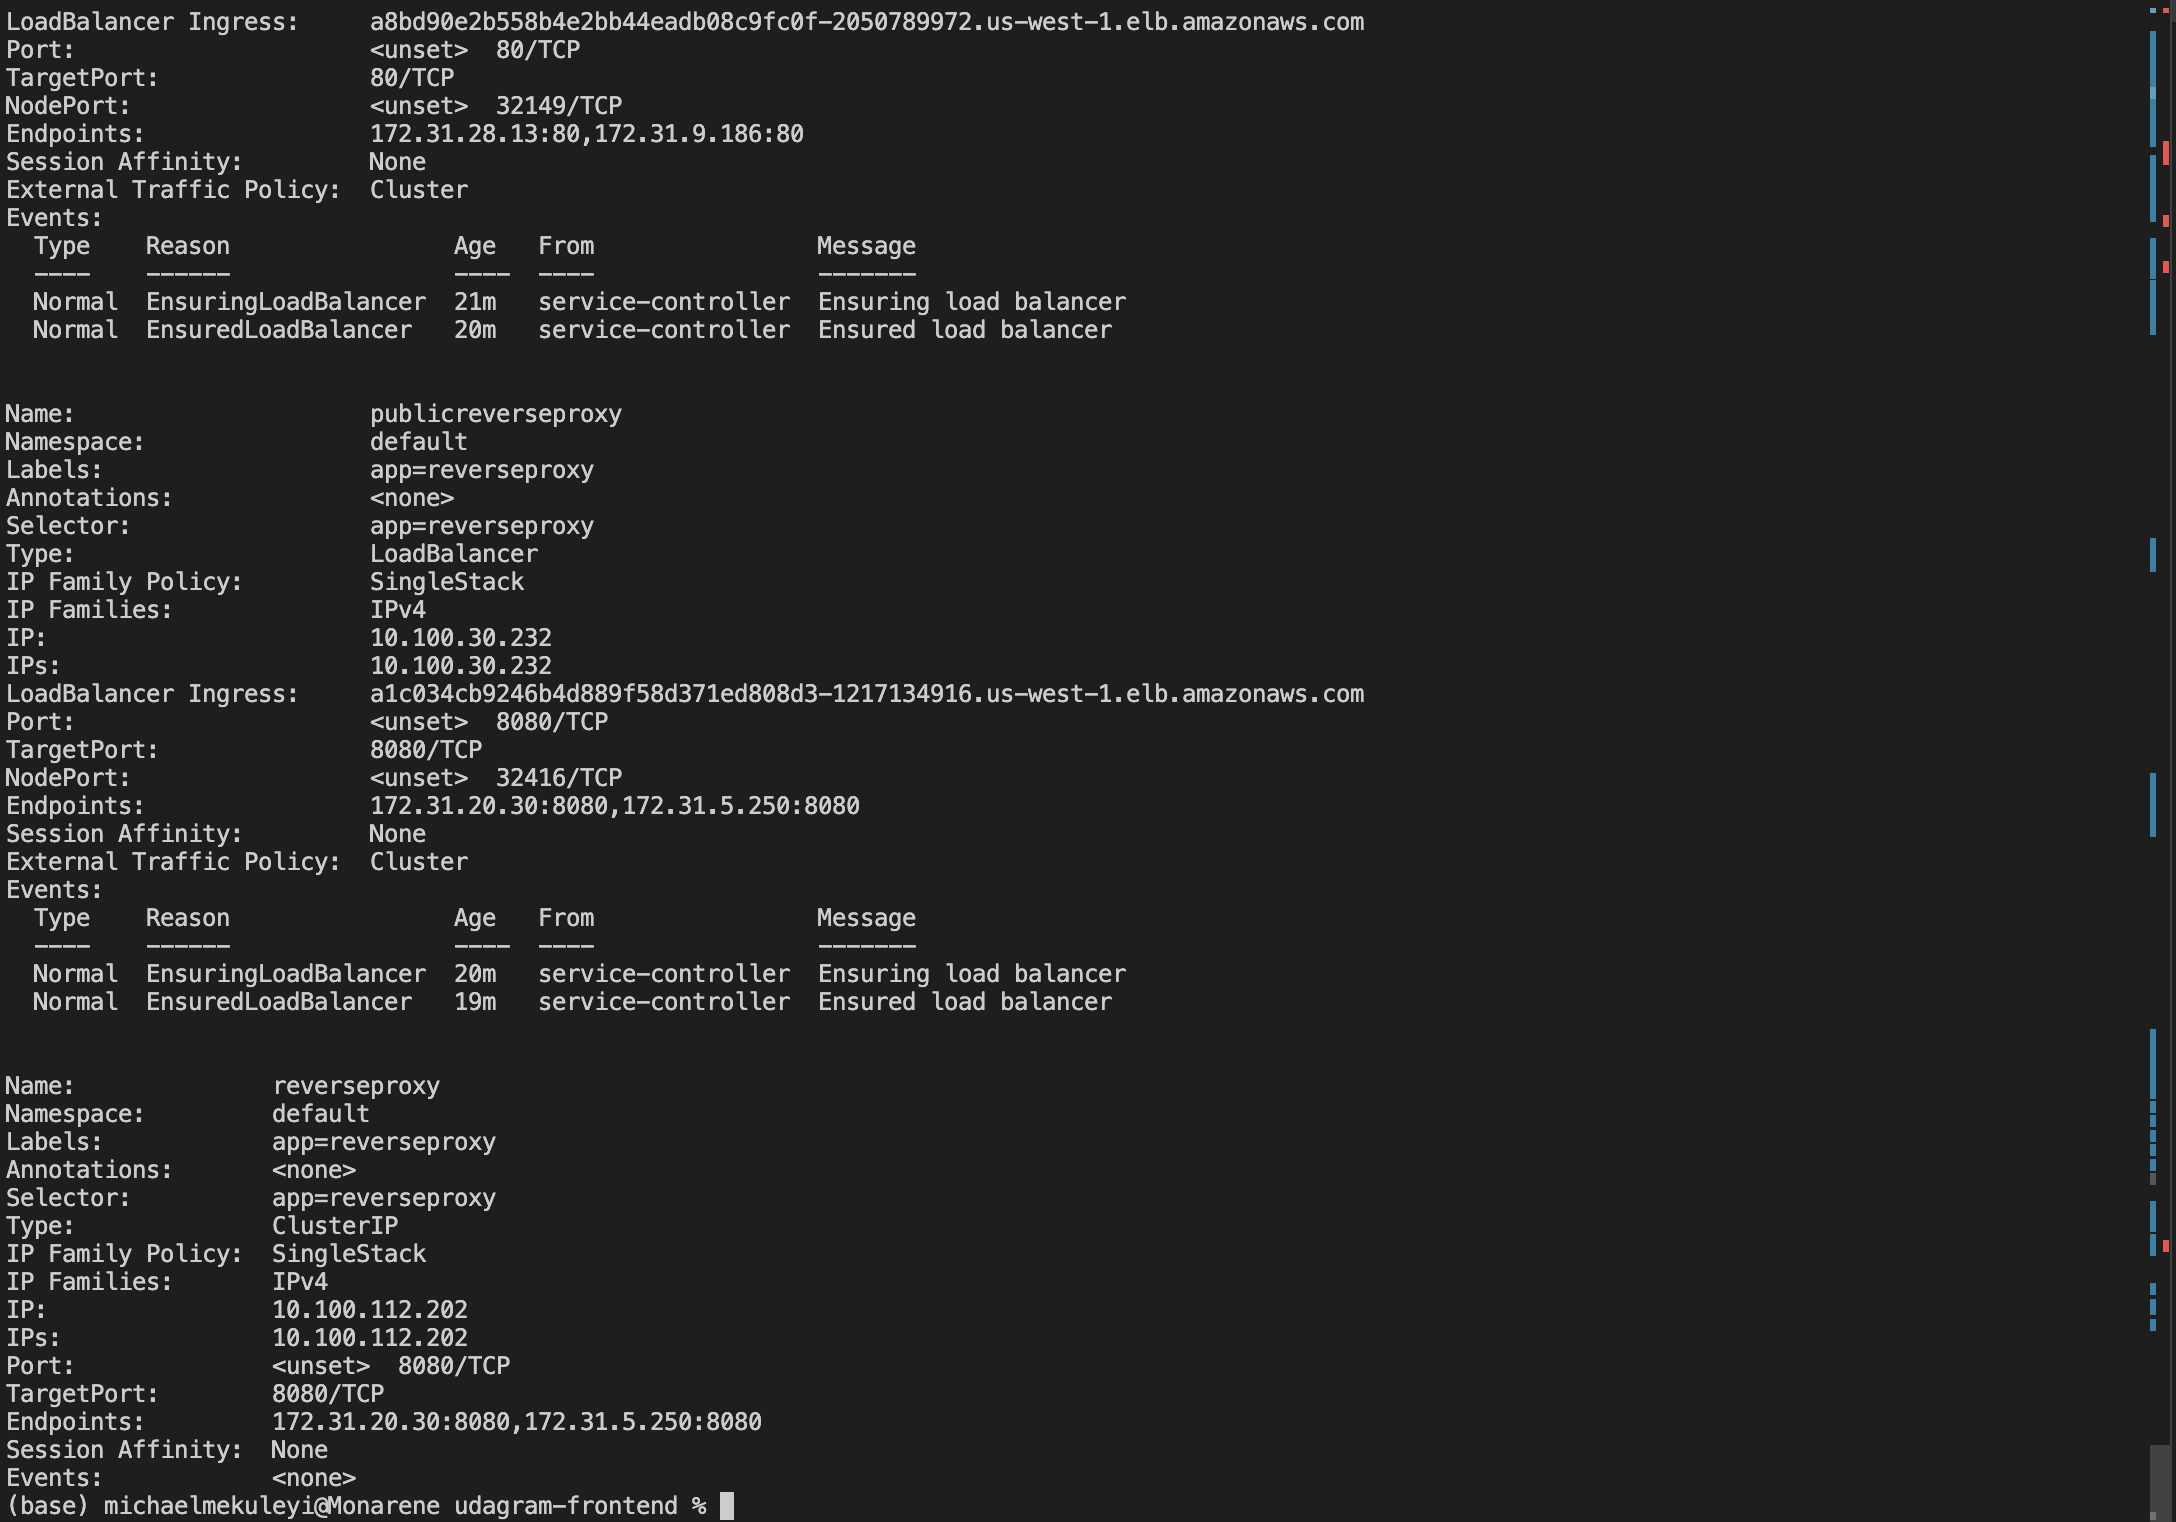 LoadBalancer Ingress:     a8bd90e2b558b4e2bb44eadb08c9fc0f-2050789972.us-west-1.elb.amazonaws.com
Port:                     <unset>  80/TCP
TargetPort:               80/TCP
NodePort:                 <unset>  32149/TCP
Endpoints:                172.31.28.13:80,172.31.9.186:80
Session Affinity:         None
External Traffic Policy:  Cluster
Events:
  Type    Reason                Age   From                Message
  ----    ------                ----  ----                -------
  Normal  EnsuringLoadBalancer  21m   service-controller  Ensuring load balancer
  Normal  EnsuredLoadBalancer   20m   service-controller  Ensured load balancer
Name:                     publicreverseproxy
Namespace:                default
Labels:                   app=reverseproxy
Annotations:              <none>
Selector:                 app=reverseproxy
Type:                     LoadBalancer
IP Family Policy:         SingleStack
IP Families:              IPv4
IP:                       10.100.30.232
IPs:                      10.100.30.232
LoadBalancer Ingress:     a1c034cb9246b4d889f58d371ed808d3-1217134916.us-west-1.elb.amazonaws.com
Port:                     <unset>  8080/TCP
TargetPort:               8080/TCP
NodePort:                 <unset>  32416/TCP
Endpoints:                172.31.20.30:8080,172.31.5.250:8080
Session Affinity:         None
External Traffic Policy:  Cluster
Events:
  Type    Reason                Age   From                Message
  ----    ------                ----  ----                -------
  Normal  EnsuringLoadBalancer  20m   service-controller  Ensuring load balancer
  Normal  EnsuredLoadBalancer   19m   service-controller  Ensured load balancer
Name:              reverseproxy
Namespace:         default
Labels:            app=reverseproxy
Annotations:       <none>
Selector:          app=reverseproxy
Type:              ClusterIP
IP Family Policy:  SingleStack
IP Families:       IPv4
IP:                10.100.112.202
IPs:               10.100.112.202
Port:              <unset>  8080/TCP
TargetPort:        8080/TCP
Endpoints:         172.31.20.30:8080,172.31.5.250:8080
Session Affinity:  None
Events:            <none>
(base) michaelmekuleyi@Monarene udagram-frontend %